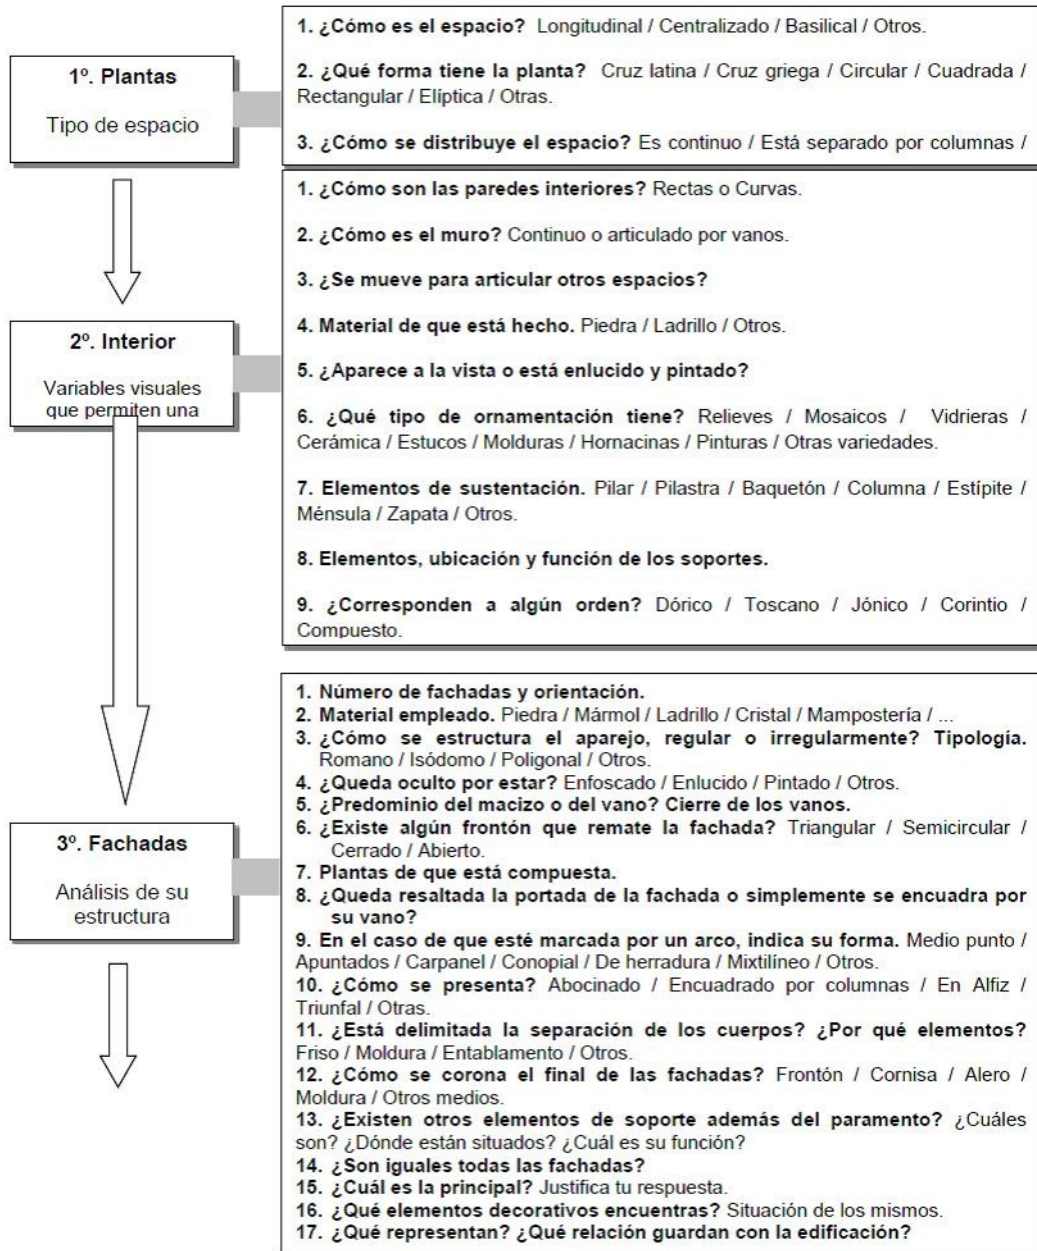 1º. Plantas
Tipo de espacio
1. ¿Cómo es el espacio? Longitudinal / Centralizado / Basilical / Otros.
2. ¿Qué forma tiene la planta? Cruz latina / Cruz griega / Circular / Cuadrada /
Rectangular / Elíptica / Otras.
3. ¿Cómo se distribuye el espacio? Es continuo / Está separado por columnas /
2º. Interior
Variables visuales
que permiten una
1. ¿Cómo son las paredes interiores? Rectas o Curvas.
2. ¿Cómo es el muro? Continuo o articulado por vanos.
3. ¿Se mueve para articular otros espacios?
4. Material de que está hecho. Piedra / Ladrillo / Otros.
5. ¿Aparece a la vista o está enlucido y pintado?
6. ¿Qué tipo de ornamentación tiene? Relieves / Mosaicos / Vidrieras /
Cerámica / Estucos / Molduras / Hornacinas / Pinturas / Otras variedades.
7. Elementos de sustentación. Pilar / Pilastra / Baquetón / Columna / Estípite /
Ménsula / Zapata / Otros.
8. Elementos, ubicación y función de los soportes.
9. ¿Corresponden a algún orden? Dórico / Toscano / Jónico / Corintio /
Compuesto.
3º. Fachadas
Análisis de su
estructura
1. Número de fachadas y orientación.
2. Material empleado. Piedra / Mármol / Ladrillo / Cristal / Mampostería / ...
3. ¿Cómo se estructura el aparejo, regular o irregularmente? Tipología.
Romano / Isódomo / Poligonal / Otros.
4. ¿Queda oculto por estar? Enfoscado / Enlucido / Pintado / Otros.
5. ¿Predominio del macizo o del vano? Cierre de los vanos.
6. ¿Existe algún frontón que remate la fachada? Triangular / Semicircular /
Cerrado / Abierto.
7. Plantas de que está compuesta.
8. ¿Queda resaltada la portada de la fachada o simplemente se encuadra por
su vano?
9. En el caso de que esté marcada por un arco, indica su forma. Medio punto /
Apuntados / Carpanel / Conopial / De herradura / Mixtilíneo / Otros.
10. ¿Cómo se presenta? Abocinado / Encuadrado por columnas / En Alfiz /
Triunfal / Otras.
11. ¿Está delimitada la separación de los cuerpos? ¿Por qué elementos?
Friso / Moldura / Entablamento / Otros.
12. ¿Cómo se corona el final de las fachadas? Frontón / Cornisa / Alero /
Moldura / Otros medios.
13. ¿Existen otros elementos de soporte además del paramento? ¿Cuáles
son? ¿Dónde están situados? ¿Cuál es su función?
14. ¿Son iguales todas las fachadas?
15. ¿Cuál es la principal? Justifica tu respuesta.
16. ¿Qué elementos decorativos encuentras? Situación de los mismos.
17. ¿Qué representan? ¿Qué relación guardan con la edificación?